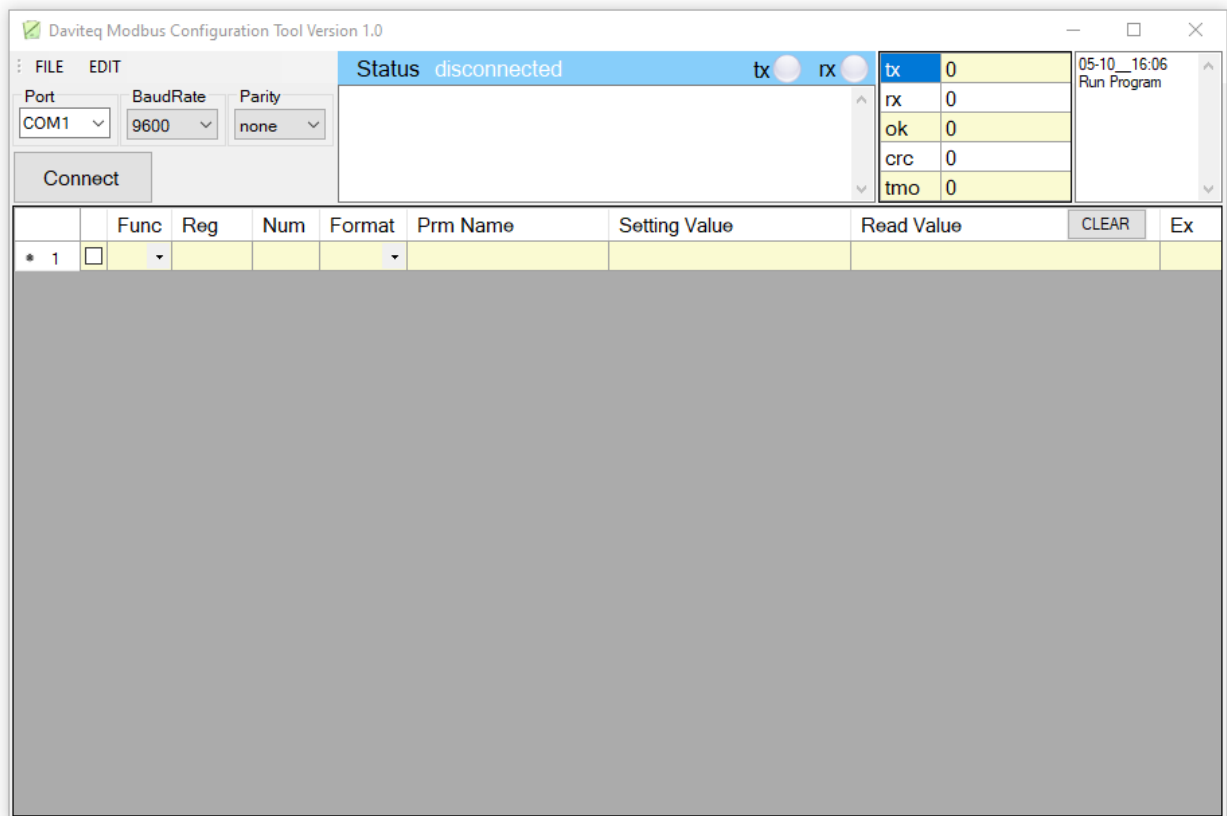 Daviteq Modbus Configuration Tool Version 1.0
FILE EDIT
Port BaudRate Parity
COM1 9600 none
Connect
Status disconnected tx rx
tx 0
rx 0
ok 0
crc 0
tmo 0
05-10__16:06
Run Program
Func Reg Num Format Prm Name Setting Value Read Value CLEAR Ex
* 1